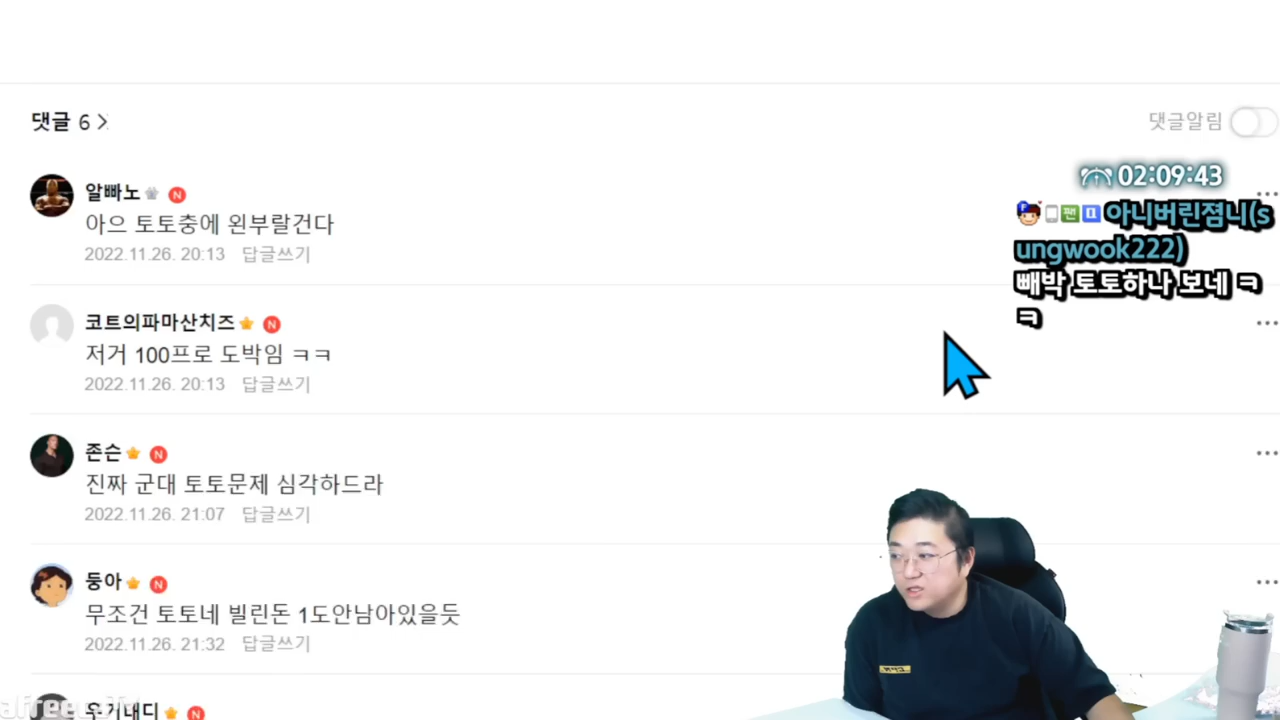 댓글 6 >
댓글알림
02:09:43
알빠노 N
아으 토토충에 왼부랄건다
2022.11.26. 20:13 답글쓰기
팬 아니버린졈니(s
ungwook222)
빼박 토토하나 보네 ㅋ
ㅋ
코트의파마산치즈 N
저거 100프로 도박임 ㅋㅋ
2022.11.26. 20:13 답글쓰기
존슨 N
진짜 군대 토토문제 심각하드라
2022.11.26. 21:07 답글쓰기
둥아 N
무조건 토토네 빌린돈 1도안남아있을듯
2022.11.26. 21:32 답글쓰기
N